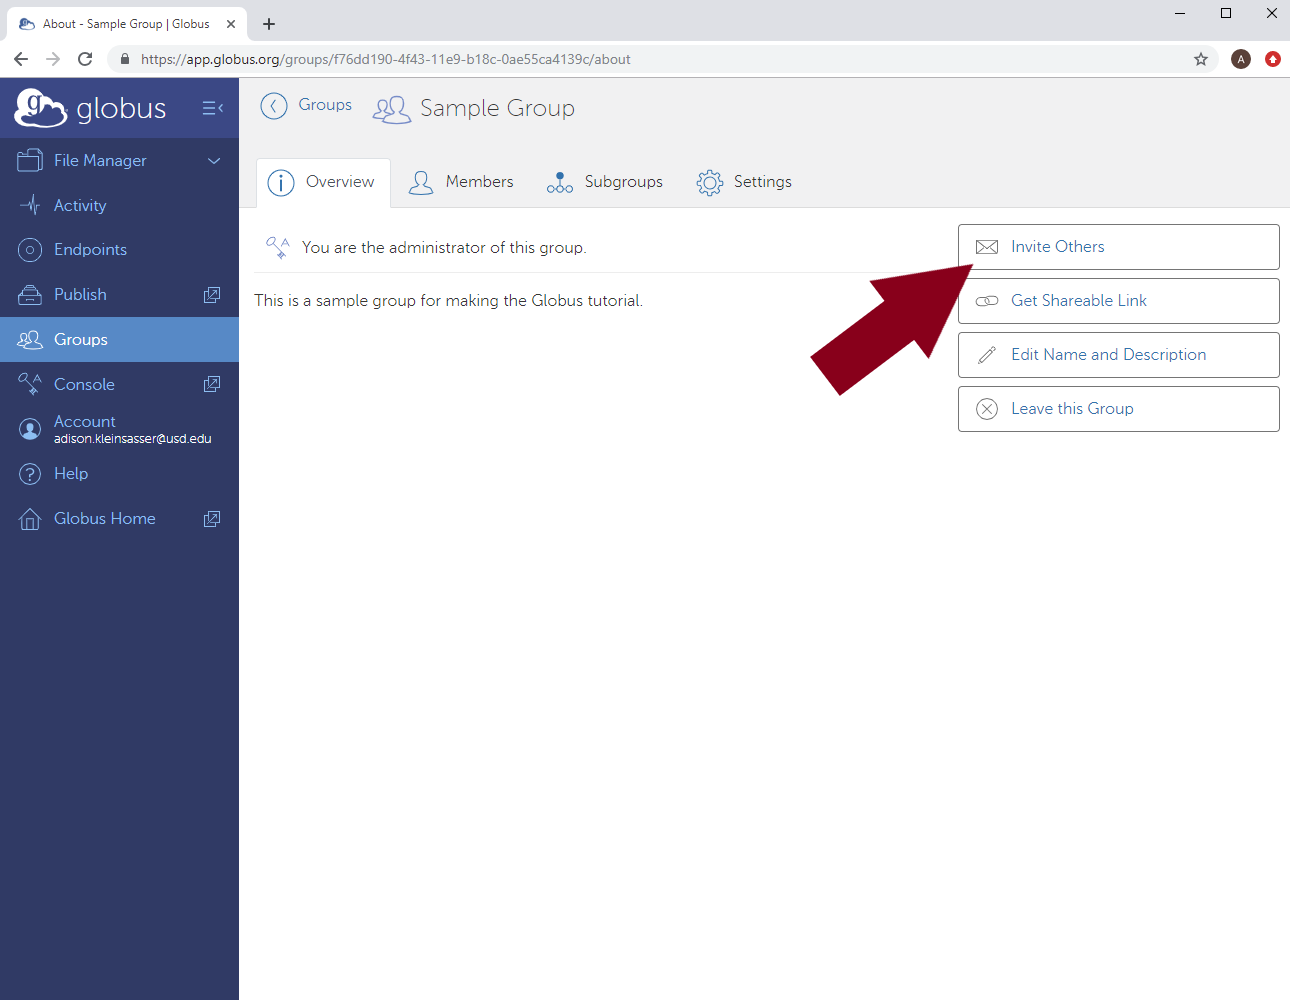 About - Sample Group | Globus
https://app.globus.org/groups/f76dd190-4f43-11e9-b18c-0ae55ca4139c/about
A
globus
File Manager
Activity
Endpoints
Publish
Groups
Console
Account
adison.kleinsasser@usd.edu
Help
Globus Home
Groups
Sample Group
Overview
Members
Subgroups
Settings
You are the administrator of this group.
This is a sample group for making the Globus tutorial.
Invite Others
Get Shareable Link
Edit Name and Description
Leave this Group